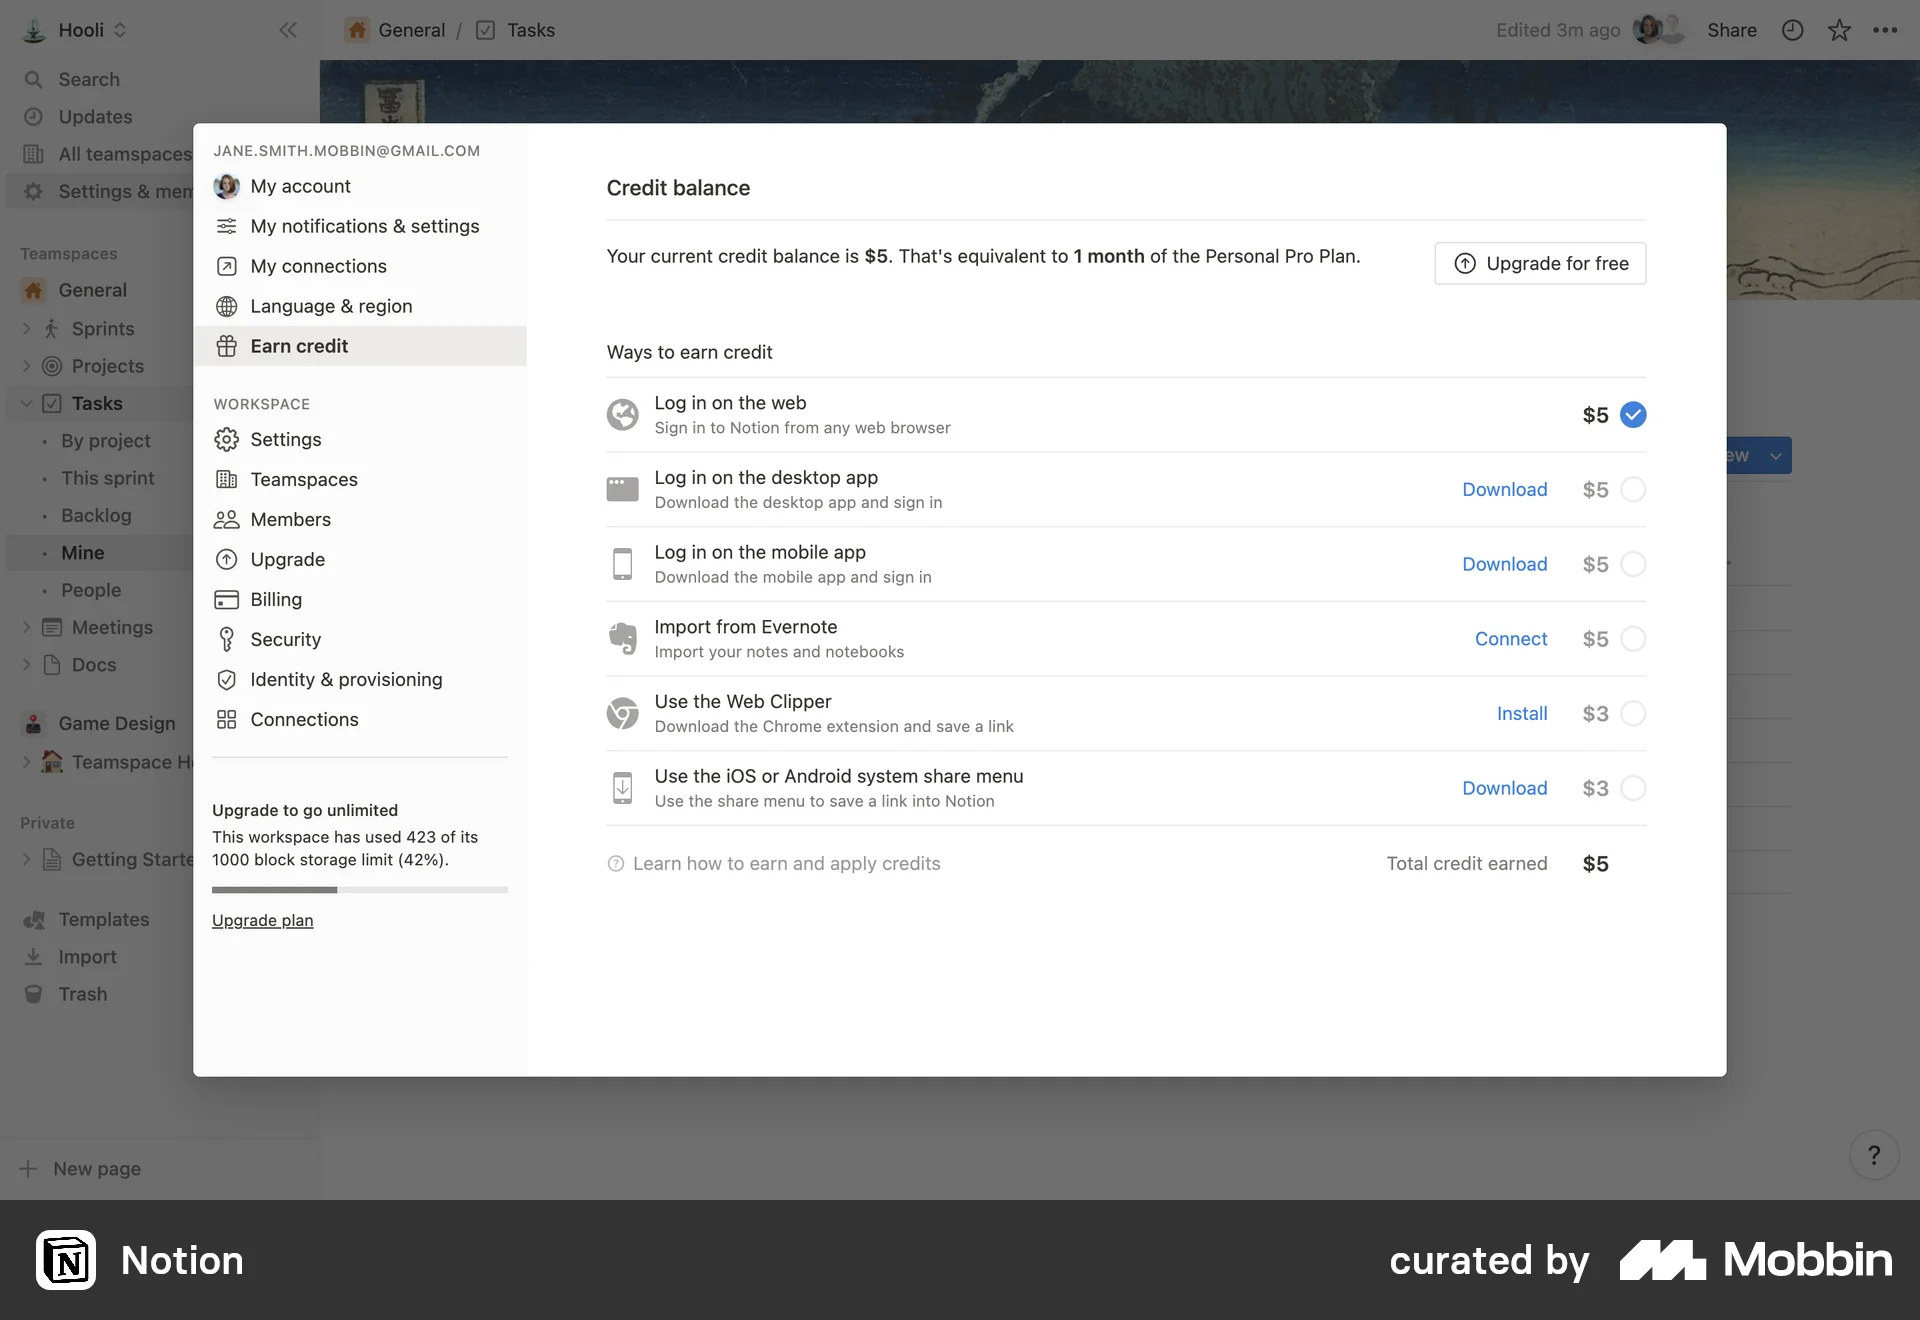 Hooli
General / Tasks
Edited 3m ago
Share
Search
Updates
All teamspaces
Settings & mem
Teamspaces
General
Sprints
Projects
Tasks
By project
This sprint
Backlog
Mine
People
Meetings
Docs
Game Design
Teamspace H
Private
Getting Starte
Templates
Import
Trash
New page
JANE.SMITH.MOBBIN@GMAIL.COM
My account
My notifications & settings
My connections
Language & region
Earn credit
WORKSPACE
Settings
Teamspaces
Members
Upgrade
Billing
Security
Identity & provisioning
Connections
Upgrade to go unlimited
This workspace has used 423 of its
1000 block storage limit (42%).
Upgrade plan
Credit balance
Your current credit balance is $5. That's equivalent to 1 month of the Personal Pro Plan.
Upgrade for free
Ways to earn credit
Log in on the web
Sign in to Notion from any web browser
$5
Log in on the desktop app
Download the desktop app and sign in
Download $5
Log in on the mobile app
Download the mobile app and sign in
Download $5
Import from Evernote
Import your notes and notebooks
Connect $5
Use the Web Clipper
Download the Chrome extension and save a link
Install $3
Use the iOS or Android system share menu
Use the share menu to save a link into Notion
Download $3
Learn how to earn and apply credits
Total credit earned $5
ew
?
Notion
curated by Mobbin